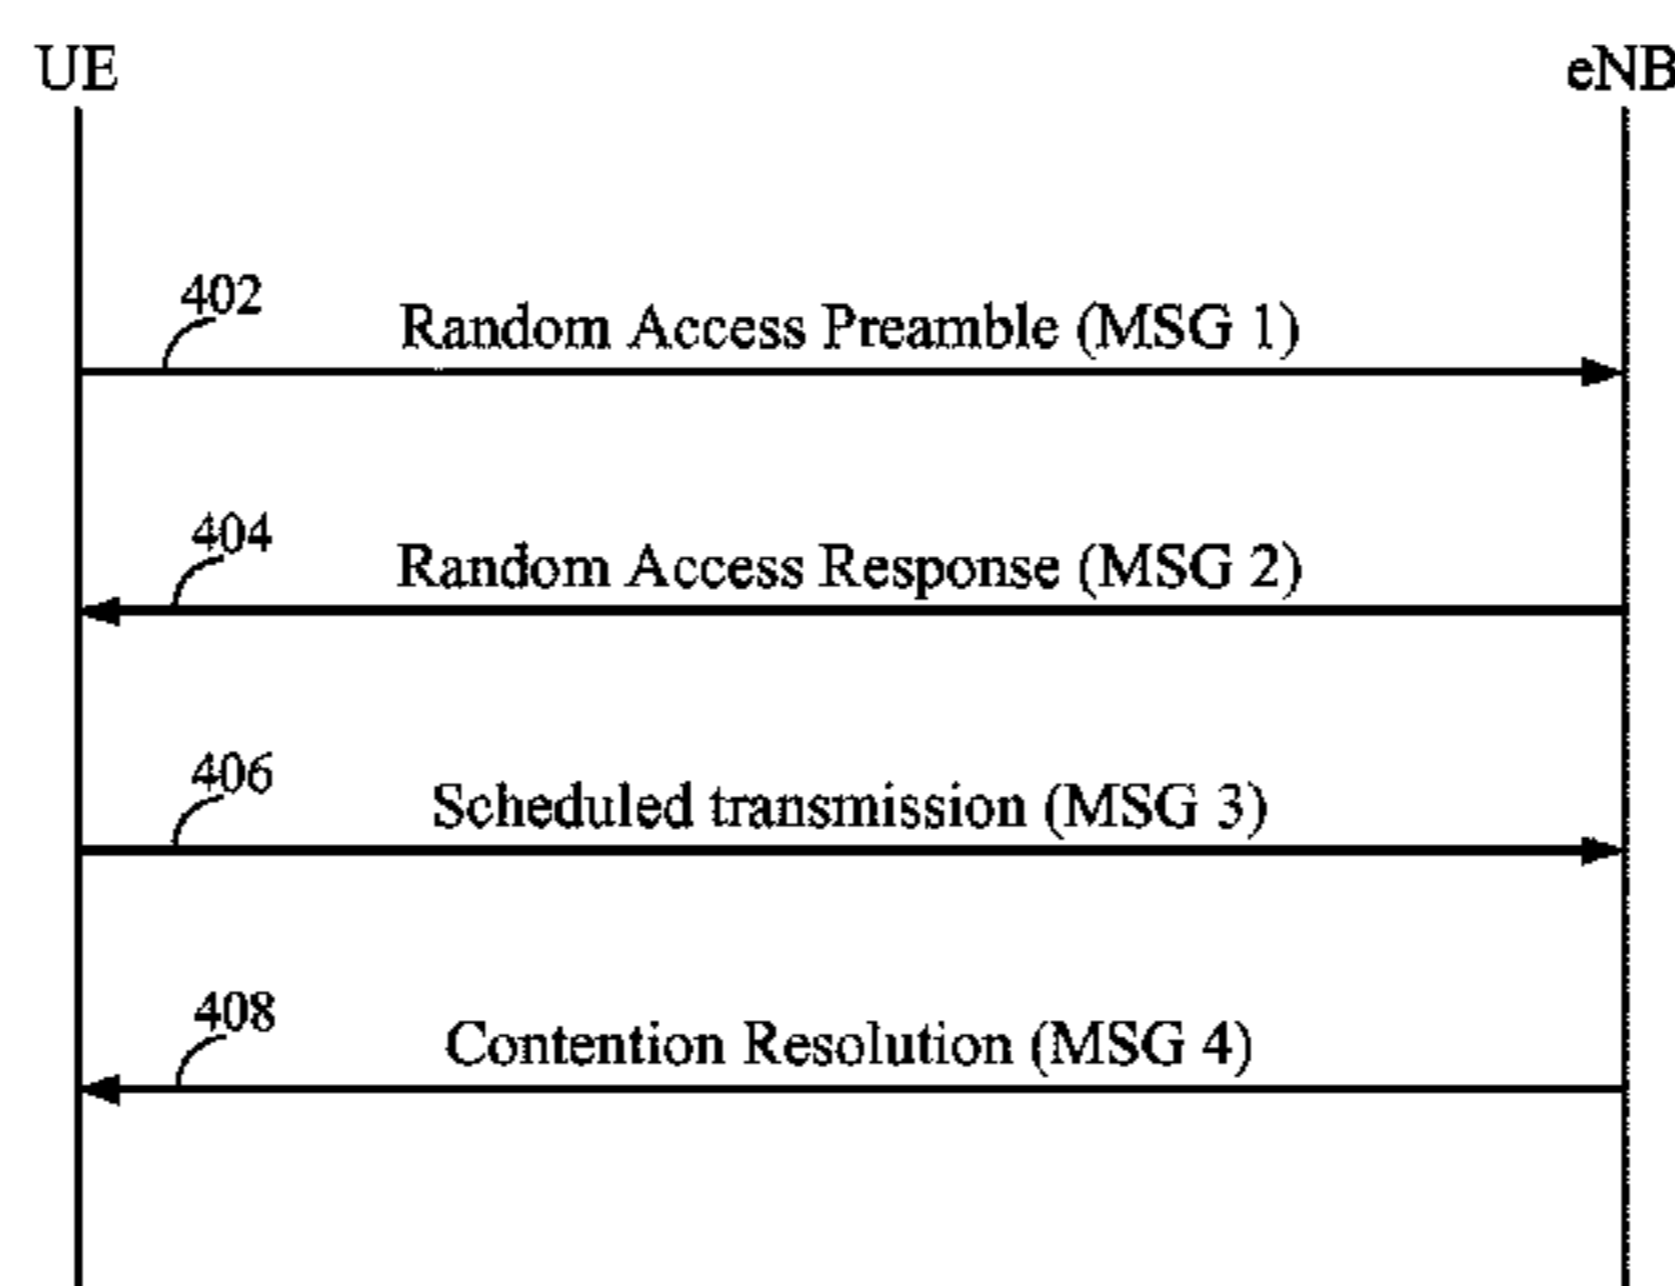 UE
eNB
402
Random Access Preamble (MSG 1)
404
Random Access Response (MSG 2)
406
Scheduled transmission (MSG 3)
408
Contention Resolution (MSG 4)